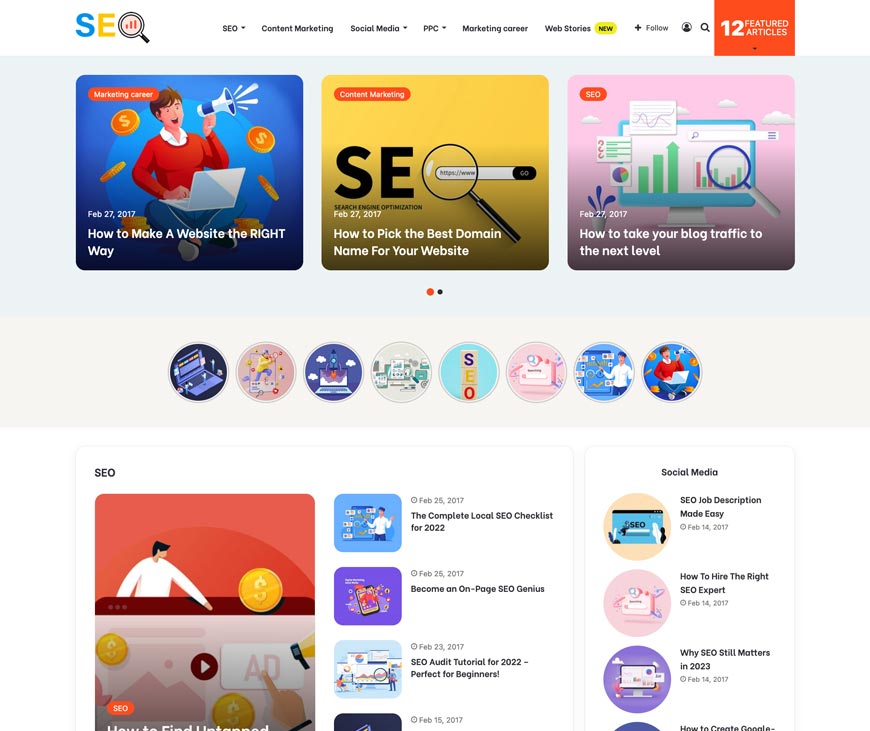 SEO
SEO
Content Marketing
Social Media
PPC
Marketing career
Web Stories
NEW
Follow
12 FEATURED
ARTICLES
Marketing career
Feb 27, 2017
How to Make A Website the RIGHT
Way
Content Marketing
SEO
https://www
GO
SEARCH ENGINE OPTIMIZATION
Feb 27, 2017
How to Pick the Best Domain
Name For Your Website
SEO
Feb 27, 2017
How to take your blog traffic to
the next level
SEO
SEO
AD
SEO
How to Find Untapped
Feb 25, 2017
The Complete Local SEO Checklist
for 2022
Feb 25, 2017
Become an On-Page SEO Genius
Feb 23, 2017
SEO Audit Tutorial for 2022 –
Perfect for Beginners!
Feb 15, 2017
Social Media
SEO
SEO Job Description
Made Easy
Feb 14, 2017
How To Hire The Right
SEO Expert
Feb 14, 2017
Why SEO Still Matters
in 2023
Feb 14, 2017
How to Create Google-